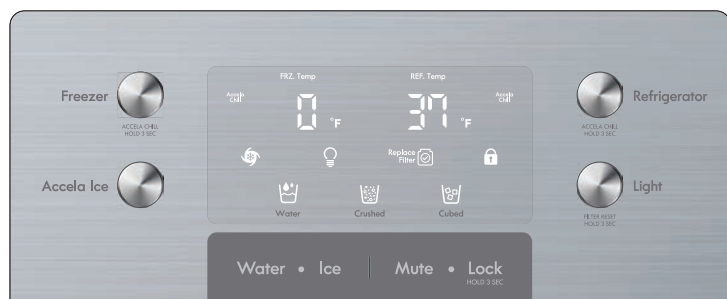 FRZ. Temp
REF. Temp
Accela
Chill
0 °F
37 °F
Accela
Chill
Freezer
ACCELA CHILL
HOLD 3 SEC
Refrigerator
ACCELA CHILL
HOLD 3 SEC
Replace
Filter
Accela Ice
Light
FILTER RESET
HOLD 3 SEC
Water
Crushed
Cubed
Water • Ice
Mute • Lock
HOLD 3 SEC